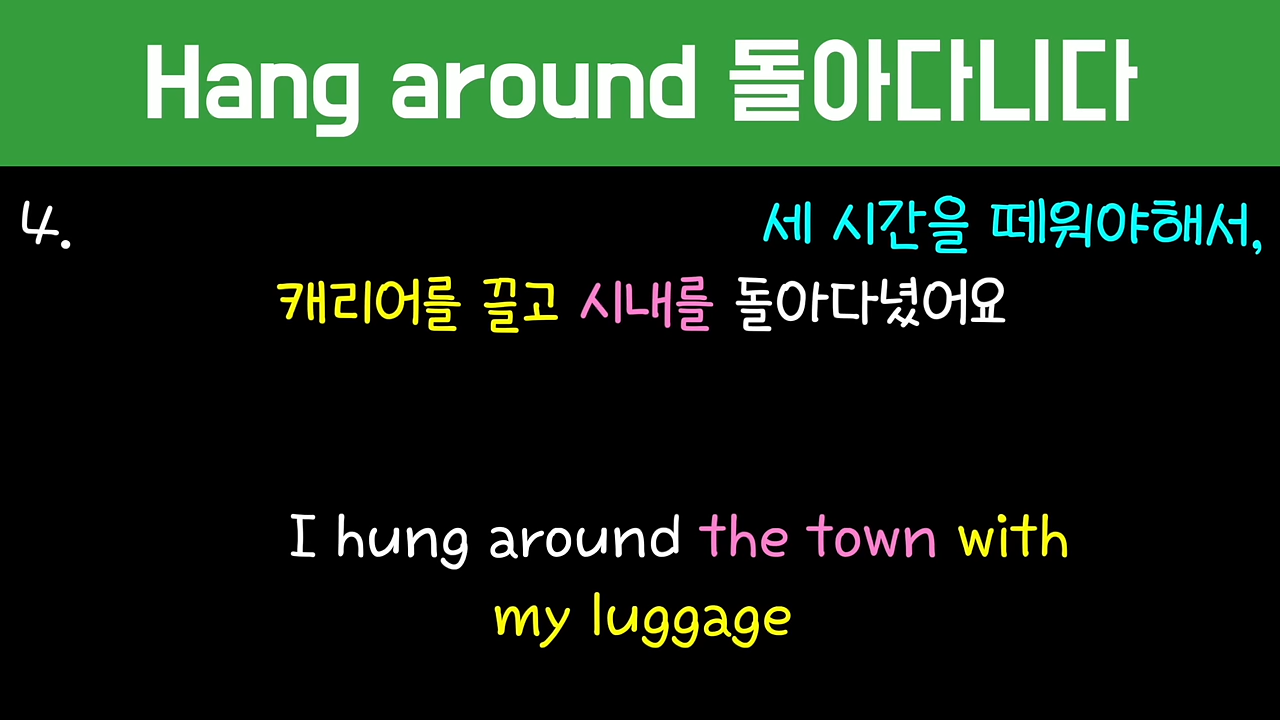 Hang around 돌아다니다
4. 세 시간을 떼워야해서,
캐리어를 끌고 시내를 돌아다녔어요
I hung around the town with
my luggage